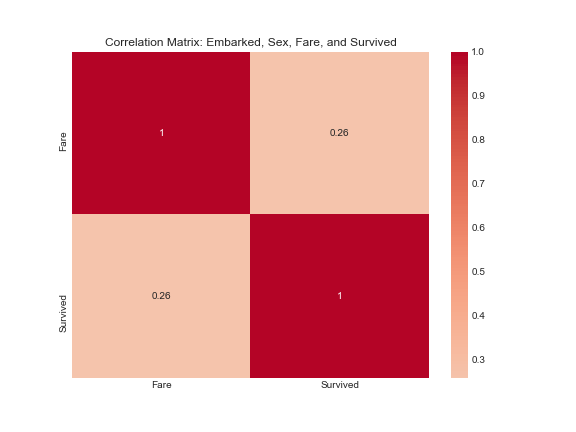 Correlation Matrix: Embarked, Sex, Fare, and Survived
1.0
0.9
Fare
1
0.26
0.8
0.7
0.6
0.5
Survived
0.26
1
0.4
0.3
Fare
Survived